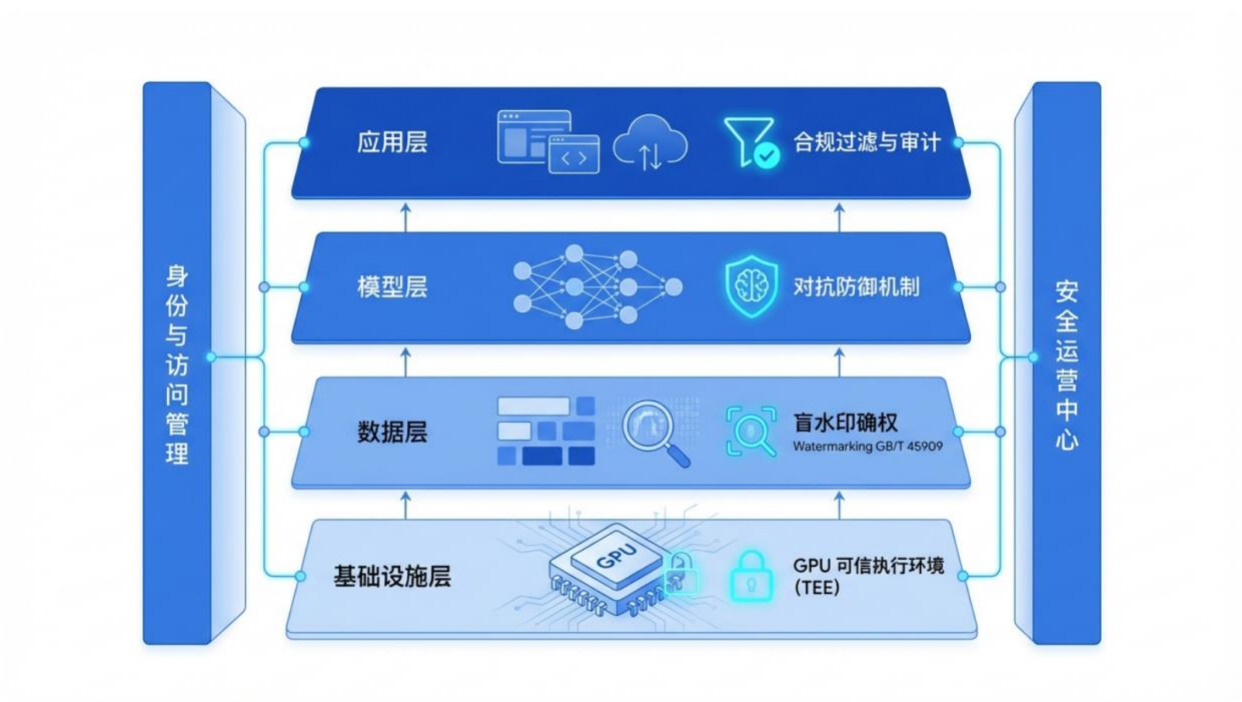 身份与访问管理
应用层
合规过滤与审计
模型层
对抗防御机制
数据层
盲水印确权
Watermarking GB/T 45909
基础设施层
GPU
GPU 可信执行环境
(TEE)
安全运营中心